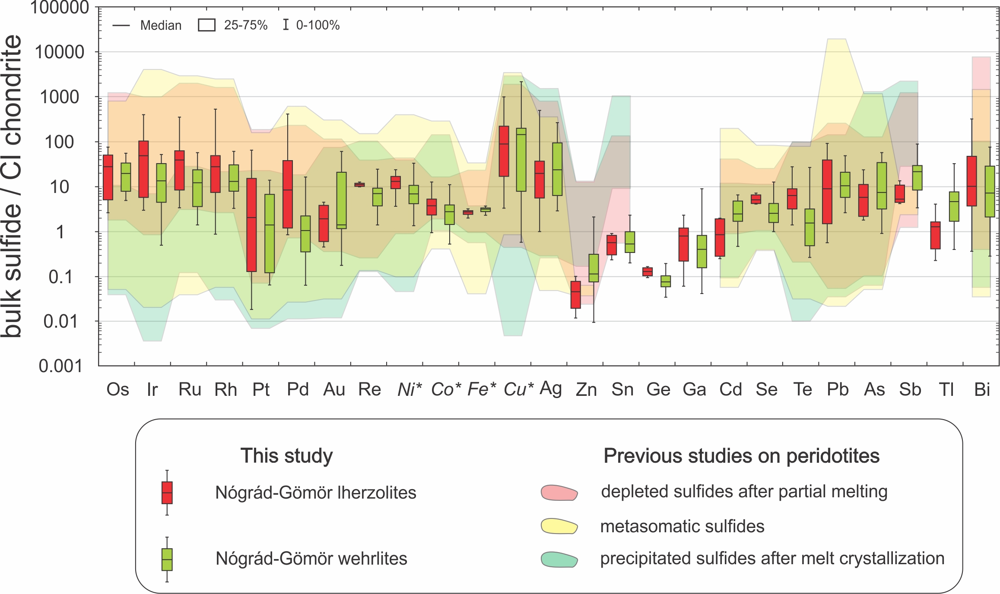 bulk sulfide / CI chondrite
100000
10000
1000
100
10
1
0.1
0.01
0.001
Median 25-75% 0-100%
Os Ir Ru Rh Pt Pd Au Re Ni* Co* Fe* Cu* Ag Zn Sn Ge Ga Cd Se Te Pb As Sb Tl Bi
This study
Nógrád-Gömör lherzolites
Nógrád-Gömör wehrlites
Previous studies on peridotites
depleted sulfides after partial melting
metasomatic sulfides
precipitated sulfides after melt crystallization